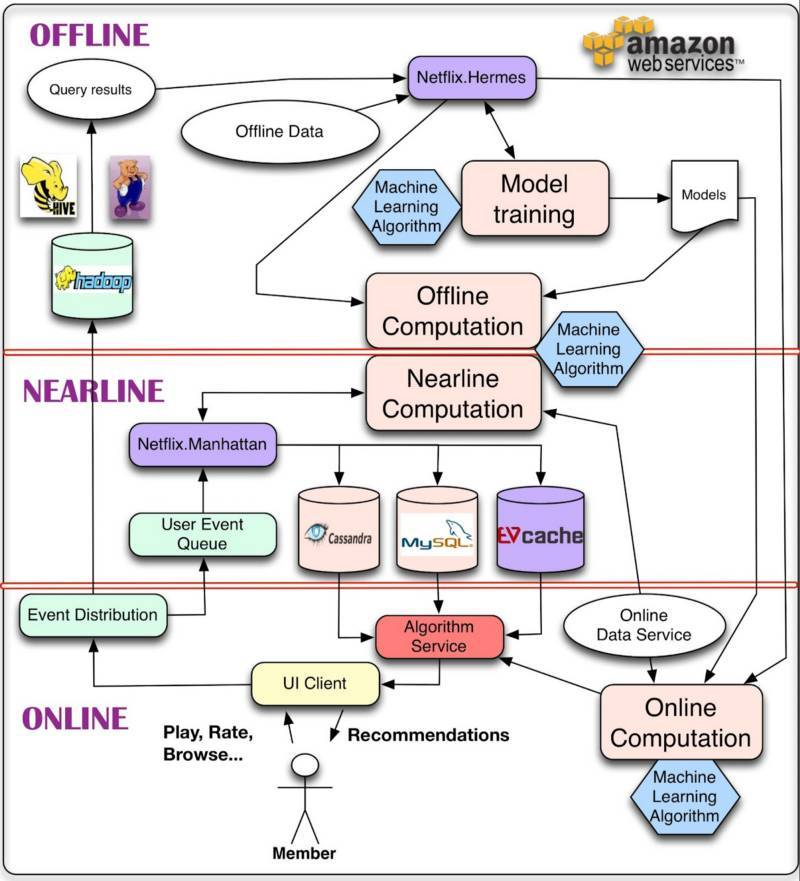 OFFLINE
amazon
web services™
Query results
Netflix.Hermes
Offline Data
HIVE
Machine
Learning
Algorithm
Model
training
Models
hadoop
Offline
Computation
Machine
Learning
Algorithm
NEARLINE
Nearline
Computation
Netflix.Manhattan
User Event
Queue
Cassandra
MySQL
EVcache
Event Distribution
Algorithm
Service
Online
Data Service
UI Client
ONLINE
Play, Rate,
Browse...
Recommendations
Online
Computation
Machine
Learning
Algorithm
Member